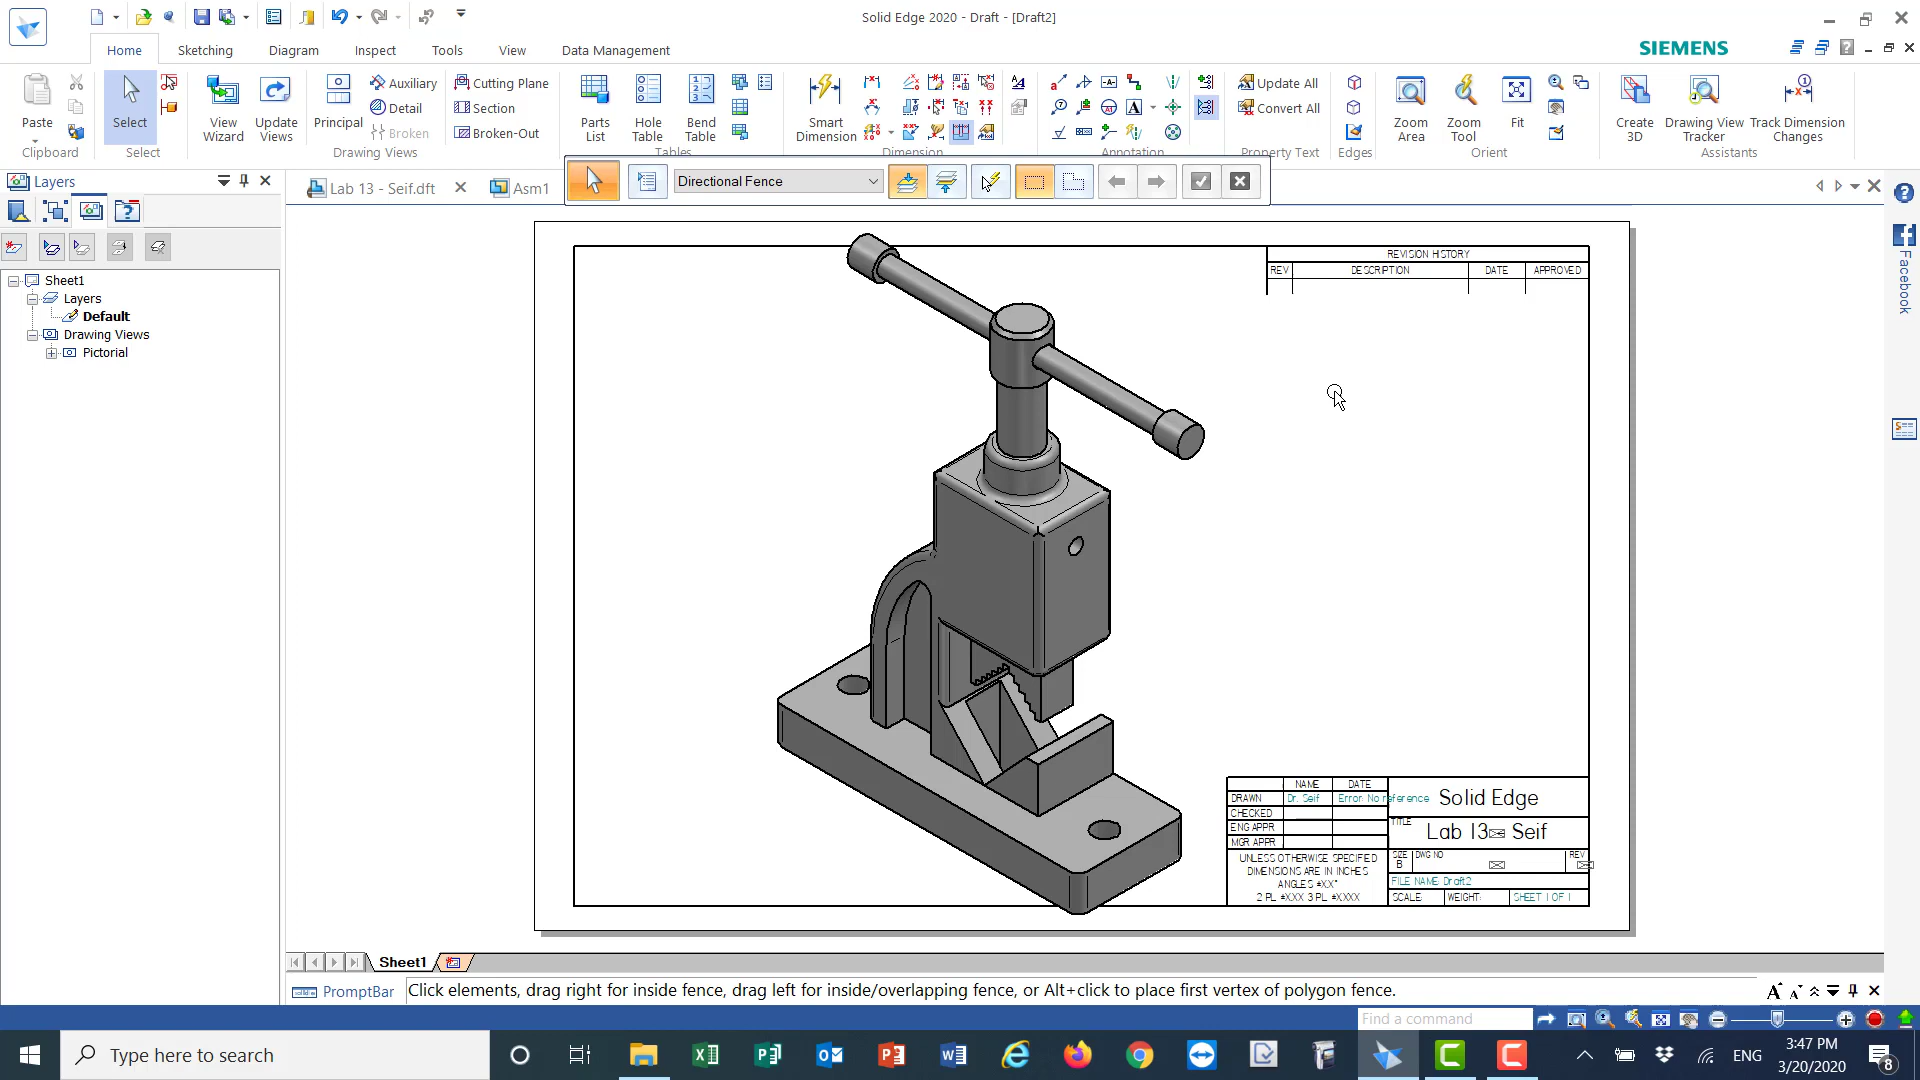 Solid Edge 2020 - Draft - [Draft2]
Home Sketching Diagram Inspect Tools View Data Management
SIEMENS
Paste
Clipboard
Select
Select
View Wizard
Update Views
Principal
Auxiliary
Detail
Broken
Cutting Plane
Section
Broken-Out
Drawing Views
Parts List
Hole Table
Bend Table
Tables
Smart Dimension
Dimension
Annotation
Update All
Convert All
Property Text
Edges
Zoom Area
Zoom Tool
Fit
Orient
Create 3D
Drawing View Tracker
Track Dimension Changes
Assistants
Layers
Lab 13 - Seif.dft
Asm1
Directional Fence
Sheet1
Layers
Default
Drawing Views
Pictorial
REVISION HISTORY
REV DESCRIPTION DATE APPROVED
NAME DATE
DRAWN Dr. Seif Error: No reference
CHECKED
ENG APPR
MGR APPR
Solid Edge
TITLE
Lab 13 Seif
UNLESS OTHERWISE SPECIFIED
DIMENSIONS ARE IN INCHES
ANGLES ±X.X°
2 PL ±X.XX 3 PL ±X.XXX
SIZE
B
DWG NO
REV
FILE NAME: Draft2
SCALE: WEIGHT: SHEET 1 OF 1
Facebook
Sheet1
PromptBar
Click elements, drag right for inside fence, drag left for inside/overlapping fence, or Alt+click to place first vertex of polygon fence.
Find a command
Type here to search
ENG
3:47 PM
3/20/2020
8